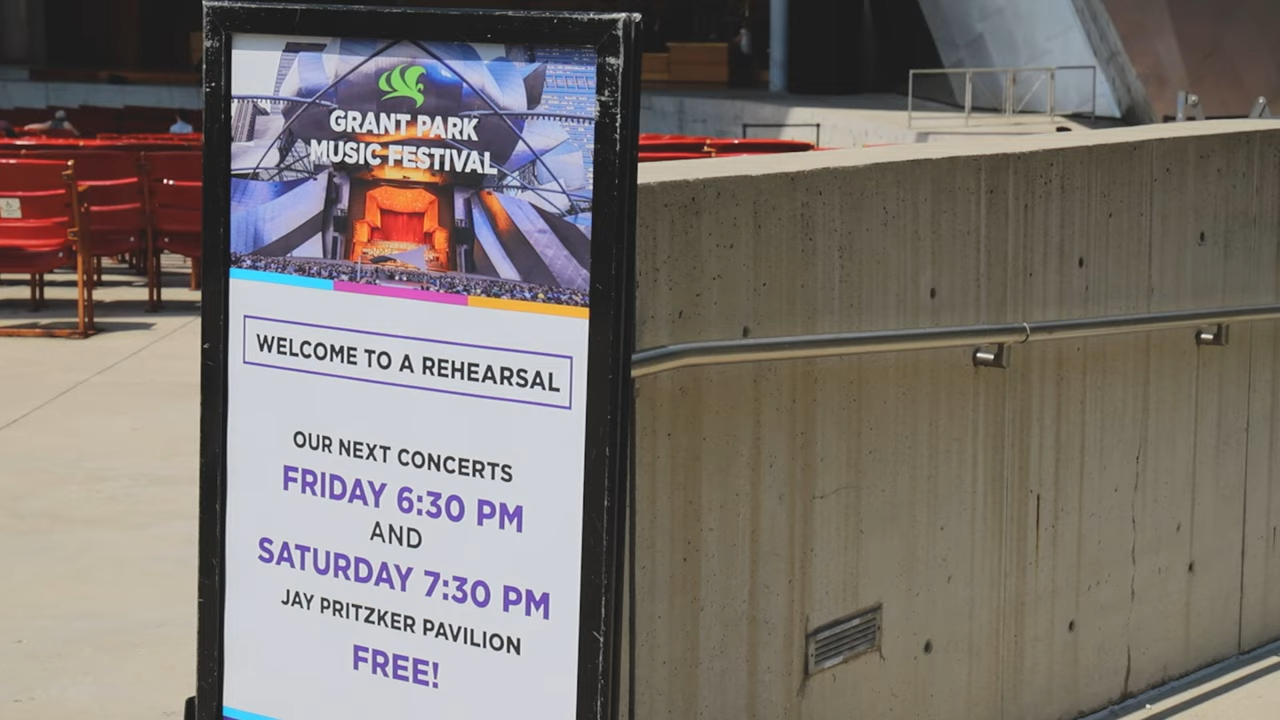 GRANT PARK
MUSIC FESTIVAL
WELCOME TO A REHEARSAL
OUR NEXT CONCERTS
FRIDAY 6:30 PM
AND
SATURDAY 7:30 PM
JAY PRITZKER PAVILION
FREE!